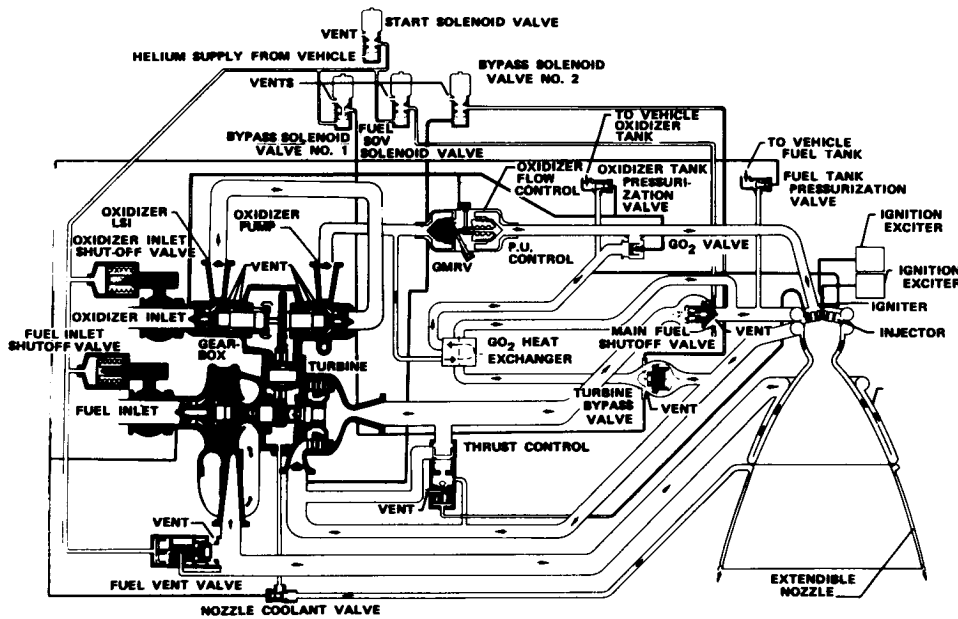 START SOLENOID VALVE
VENT
HELIUM SUPPLY FROM VEHICLE
BYPASS SOLENOID
VALVE NO. 2
VENTS
BYPASS SOLENOID
VALVE NO. 1
FUEL
SOV
SOLENOID VALVE
TO VEHICLE
OXIDIZER
TANK
OXIDIZER TANK
PRESSURI-
ZATION
VALVE
TO VEHICLE
FUEL TANK
FUEL TANK
PRESSURIZATION
VALVE
OXIDIZER
FLOW
CONTROL
OXIDIZER
LSI
OXIDIZER
PUMP
OXIDIZER INLET
SHUT-OFF VALVE
VENT
GMRV
P.U.
CONTROL
GO2 VALVE
IGNITION
EXCITER
IGNITION
EXCITER
IGNITER
INJECTOR
OXIDIZER INLET
FUEL INLET
SHUTOFF VALVE
GEAR-
BOX
TURBINE
GO2 HEAT
EXCHANGER
MAIN FUEL
SHUTOFF
VALVE
VENT
FUEL INLET
TURBINE
BYPASS
VALVE
VENT
THRUST CONTROL
VENT
VENT
FUEL VENT VALVE
NOZZLE COOLANT VALVE
EXTENDIBLE
NOZZLE